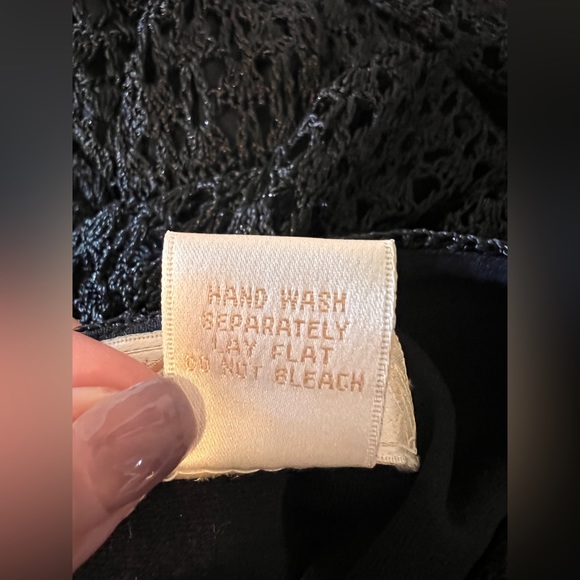 HAND WASH
SEPARATELY
LAY FLAT
DO NOT BLEACH